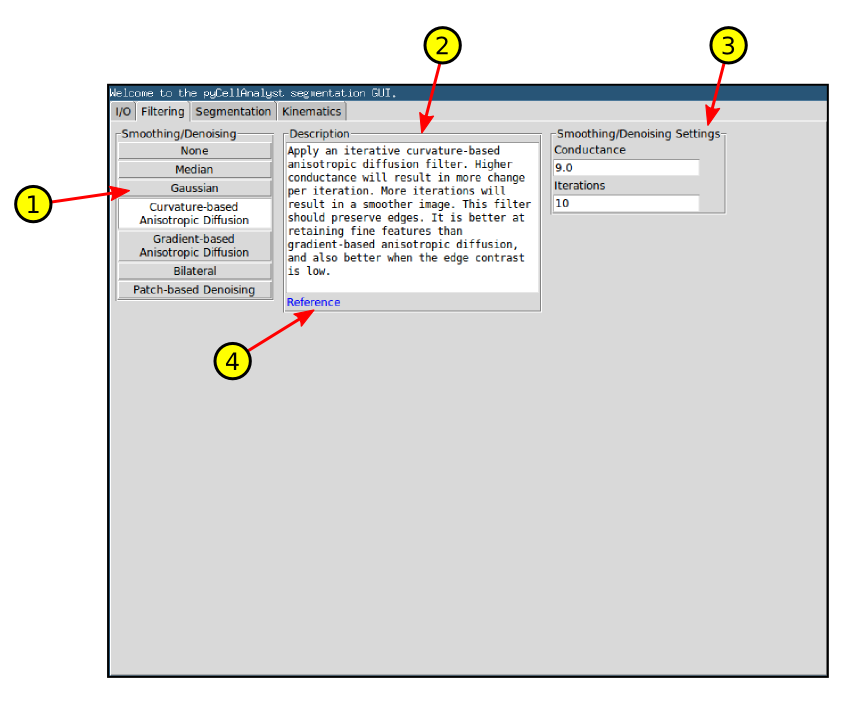 2
3
Welcome to the pyCellAnalyst segmentation GUI.
I/O Filtering Segmentation Kinematics
Smoothing/Denoising
None
Median
Gaussian
Curvature-based
Anisotropic Diffusion
Gradient-based
Anisotropic Diffusion
Bilateral
Patch-based Denoising
1
Description
Apply an iterative curvature-based
anisotropic diffusion filter. Higher
conductance will result in more change
per iteration. More iterations will
result in a smoother image. This filter
should preserve edges. It is better at
retaining fine features than
gradient-based anisotropic diffusion,
and also better when the edge contrast
is low.
Reference
Smoothing/Denoising Settings
Conductance
9.0
Iterations
10
4